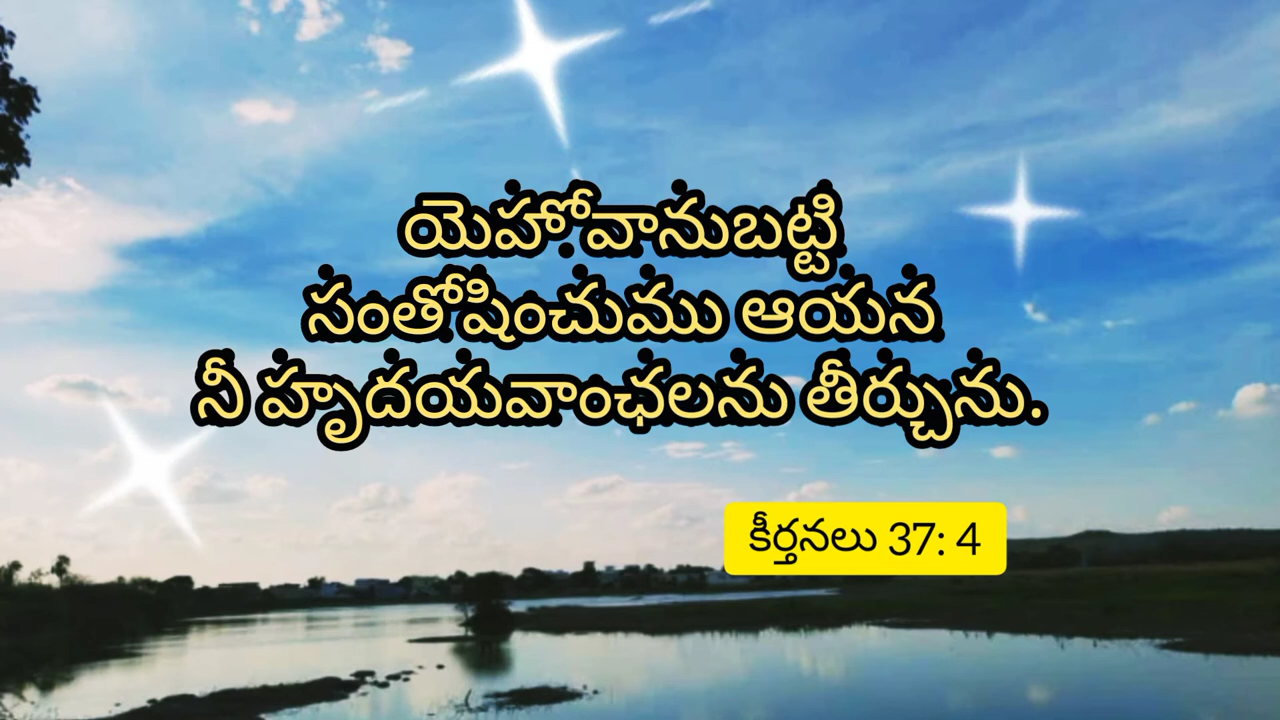 యెహోవానుబట్టి
సంతోషించుము ఆయన
నీ హృదయవాంఛలను తీర్చును.
కీర్తనలు 37: 4